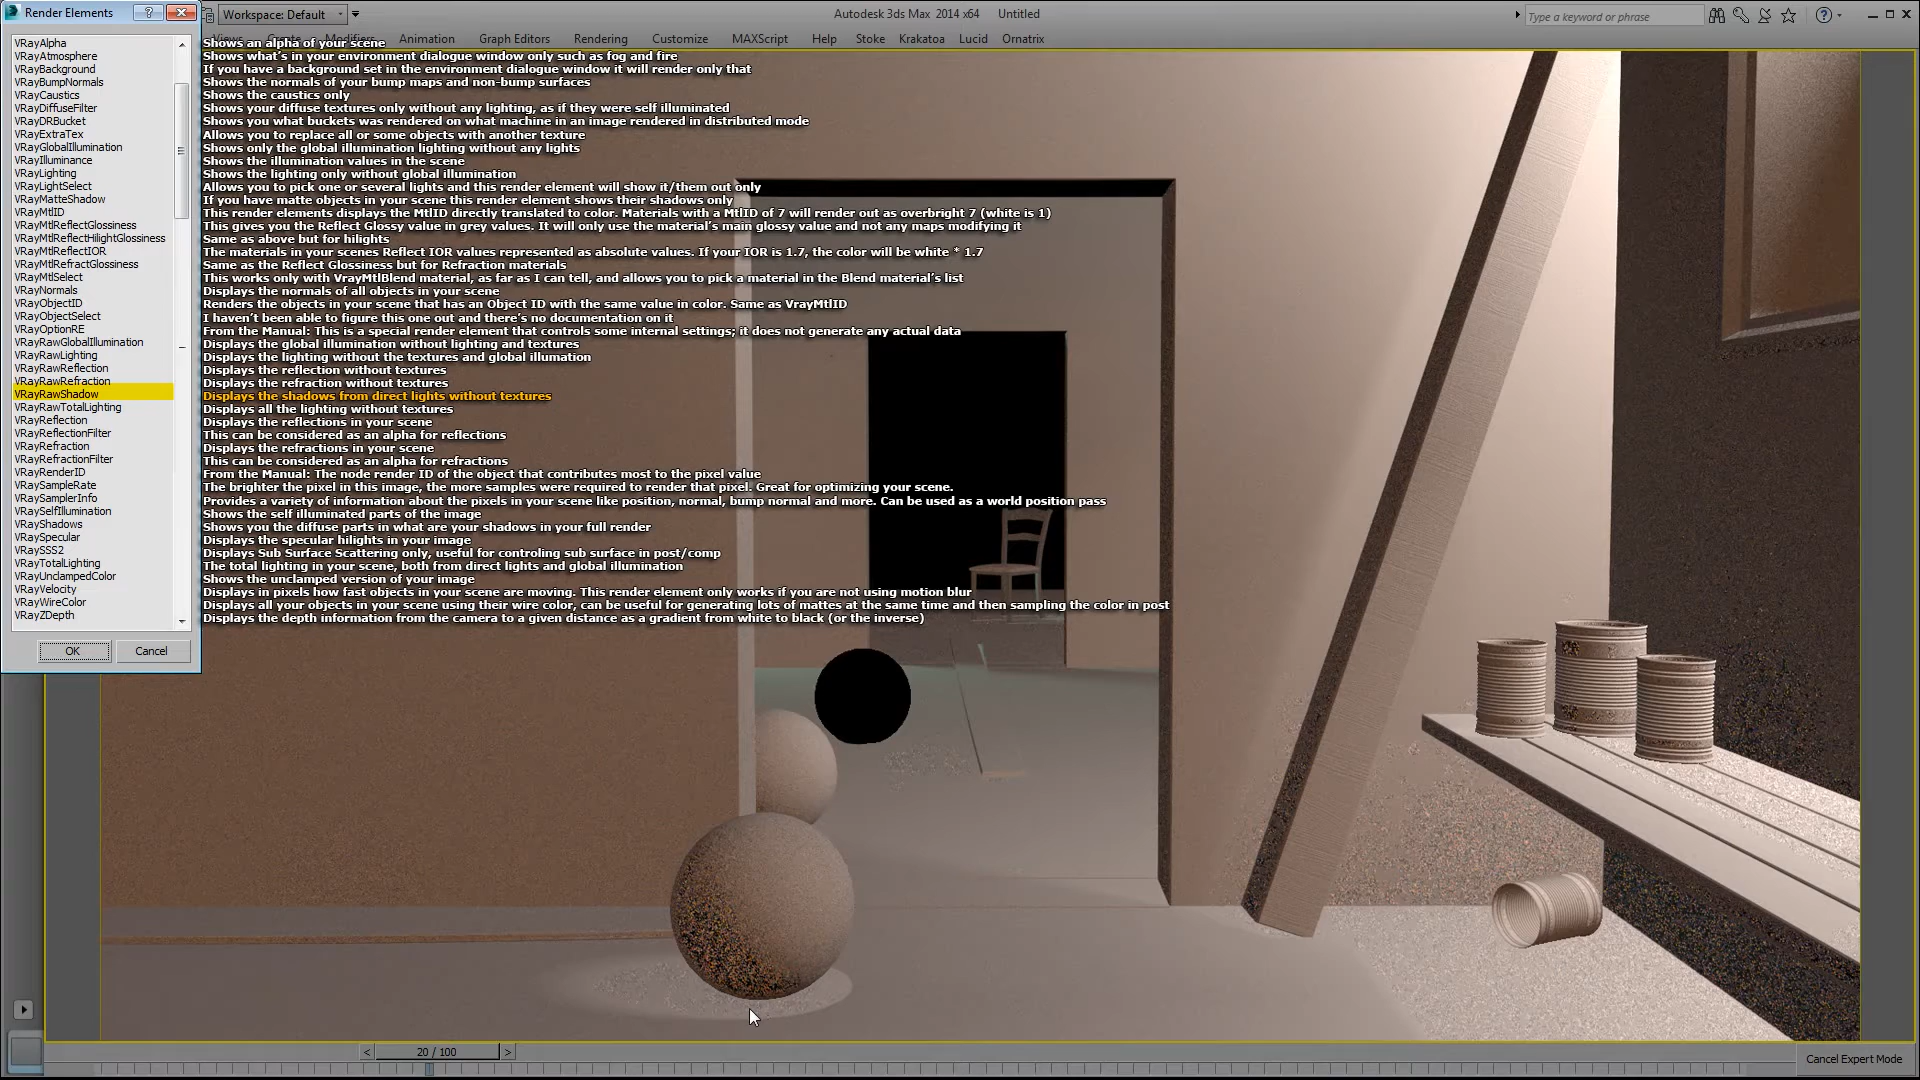 Render Elements
Workspace: Default
Autodesk 3ds Max 2014 x64 Untitled
Type a keyword or phrase
Views Modifiers Animation Graph Editors Rendering Customize MAXScript Help Stoke Krakatoa Lucid Ornatrix
VRayAlpha Shows an alpha of your scene
VRayAtmosphere Shows what's in your environment dialogue window only such as fog and fire
VRayBackground If you have a background set in the environment dialogue window it will render only that
VRayBumpNormals Shows the normals of your bump maps and non-bump surfaces
VRayCaustics Shows the caustics only
VRayDiffuseFilter Shows your diffuse textures only without any lighting, as if they were self illuminated
VRayDRBucket Shows you what buckets was rendered on what machine in an image rendered in distributed mode
VRayExtraTex Allows you to replace all or some objects with another texture
VRayGlobalIllumination Shows only the global illumination lighting without any lights
VRayIlluminance Shows the illumination values in the scene
VRayLighting Shows the lighting only without global illumination
VRayLightSelect Allows you to pick one or several lights and this render element will show it/them out only
VRayMatteShadow If you have matte objects in your scene this render element shows their shadows only
VRayMtlID This render elements displays the MtlID directly translated to color. Materials with a MtlID of 7 will render out as overbright 7 (white is 1)
VRayMtlReflectGlossiness This gives you the Reflect Glossy value in grey values. It will only use the material's main glossy value and not any maps modifying it
VRayMtlReflectHilightGlossiness Same as above but for hilights
VRayMtlReflectIOR The materials in your scenes Reflect IOR values represented as absolute values. If your IOR is 1.7, the color will be white * 1.7
VRayMtlRefractGlossiness Same as the Reflect Glossiness but for Refraction materials
VRayMtlSelect This works only with VrayMtlBlend material, as far as I can tell, and allows you to pick a material in the Blend material's list
VRayNormals Displays the normals of all objects in your scene
VRayObjectID Renders the objects in your scene that has an Object ID with the same value in color. Same as VrayMtlID
VRayObjectSelect I haven't been able to figure this one out and there's no documentation on it
VRayOptionRE From the Manual: This is a special render element that controls some internal settings; it does not generate any actual data
VRayRawGlobalIllumination Displays the global illumination without lighting and textures
VRayRawLighting Displays the lighting without the textures and global illumation
VRayRawReflection Displays the reflection without textures
VRayRawRefraction Displays the refraction without textures
VRayRawShadow Displays the shadows from direct lights without textures
VRayRawTotalLighting Displays all the lighting without textures
VRayReflection Displays the reflections in your scene
VRayReflectionFilter This can be considered as an alpha for reflections
VRayRefraction Displays the refractions in your scene
VRayRefractionFilter This can be considered as an alpha for refractions
VRayRenderID From the Manual: The node render ID of the object that contributes most to the pixel value
VRaySampleRate The brighter the pixel in this image, the more samples were required to render that pixel. Great for optimizing your scene.
VRaySamplerInfo Provides a variety of information about the pixels in your scene like position, normal, bump normal and more. Can be used as a world position pass
VRaySelfIllumination Shows the self illuminated parts of the image
VRayShadows Shows you the diffuse parts in what are your shadows in your full render
VRaySpecular Displays the specular hilights in your image
VRaySSS2 Displays Sub Surface Scattering only, useful for controling sub surface in post/comp
VRayTotalLighting The total lighting in your scene, both from direct lights and global illumination
VRayUnclampedColor Shows the unclamped version of your image
VRayVelocity Displays in pixels how fast objects in your scene are moving. This render element only works if you are not using motion blur
VRayWireColor Displays all your objects in your scene using their wire color, can be useful for generating lots of mattes at the same time and then sampling the color in post
VRayZDepth Displays the depth information from the camera to a given distance as a gradient from white to black (or the inverse)
OK Cancel
< 20 / 100 >
Cancel Expert Mode